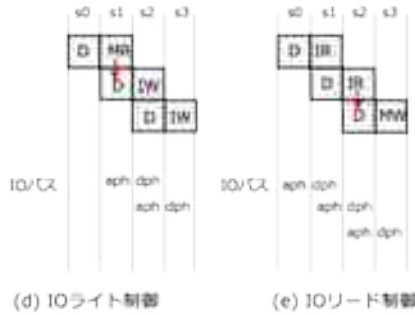 s0 s1 s2 s3
D MA
D IW
D IW
IOバス aph dph
aph dph
(d) IOライト制御
s0 s1 s2 s3
D IR
D IR
D MW
IOバス aph dph
aph dph
aph dph
(e) IOリード制御